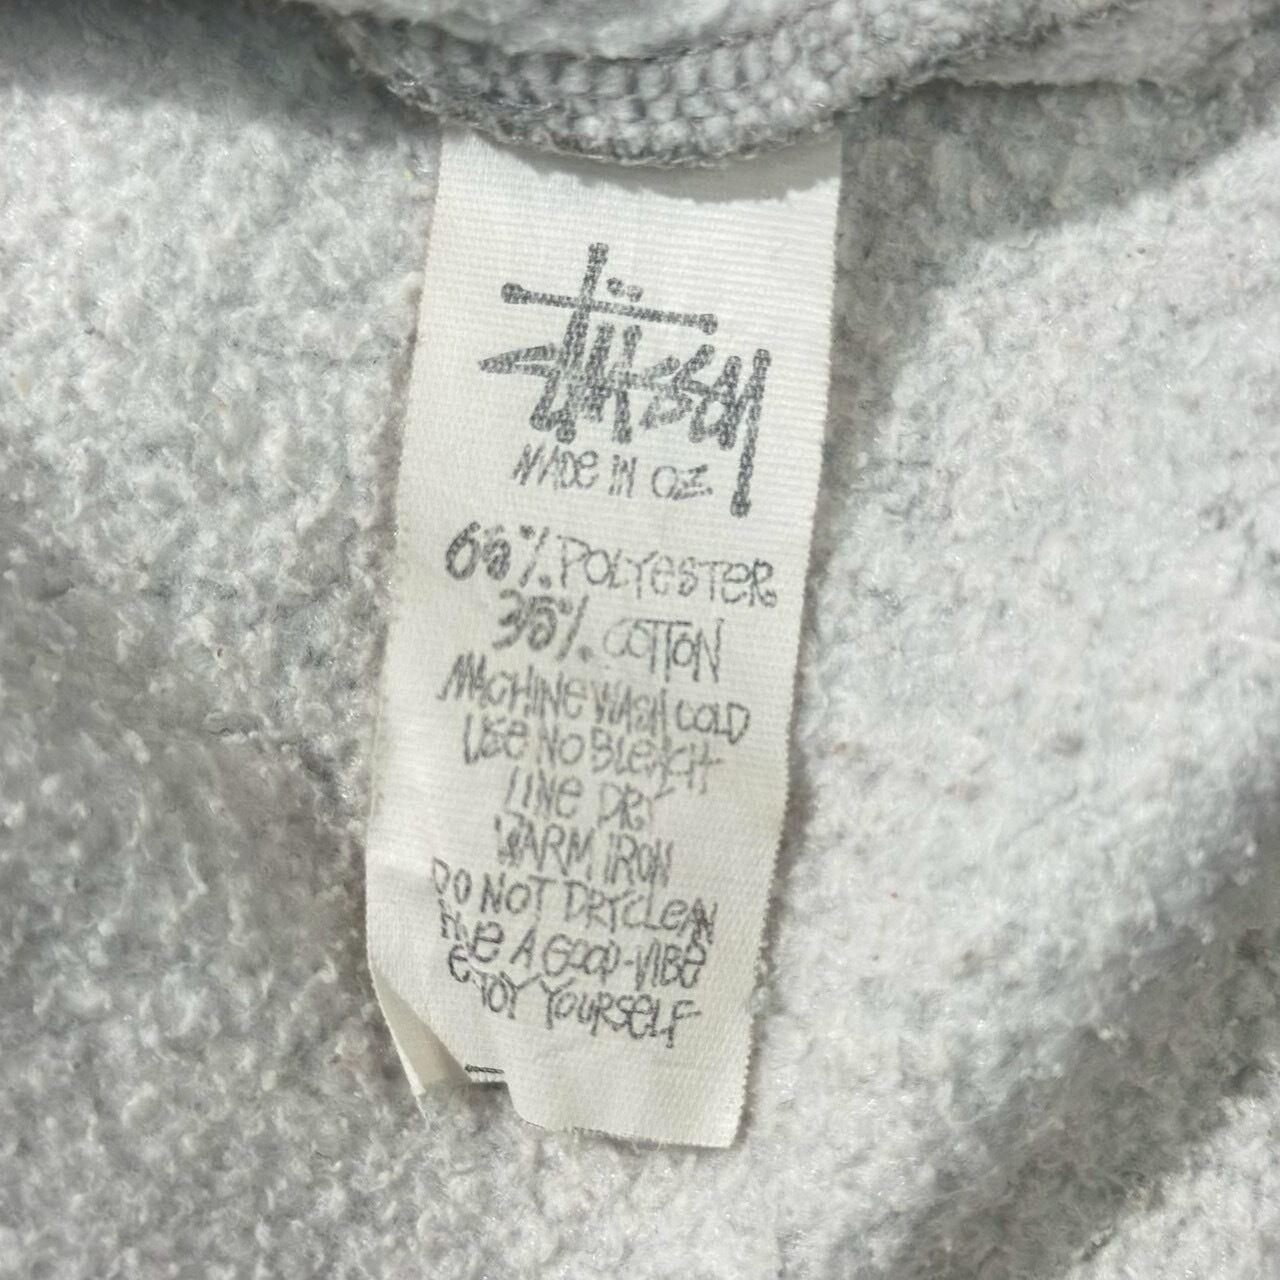 Stüssy
MADE IN OZ.
65% POLYESTER
35% COTTON
MACHINE WASH COLD
USE NO BLEACH
LINE DRY
WARM IRON
DO NOT DRYCLEAN
HAVE A GOOD-VIBE
ENJOY YOURSELF